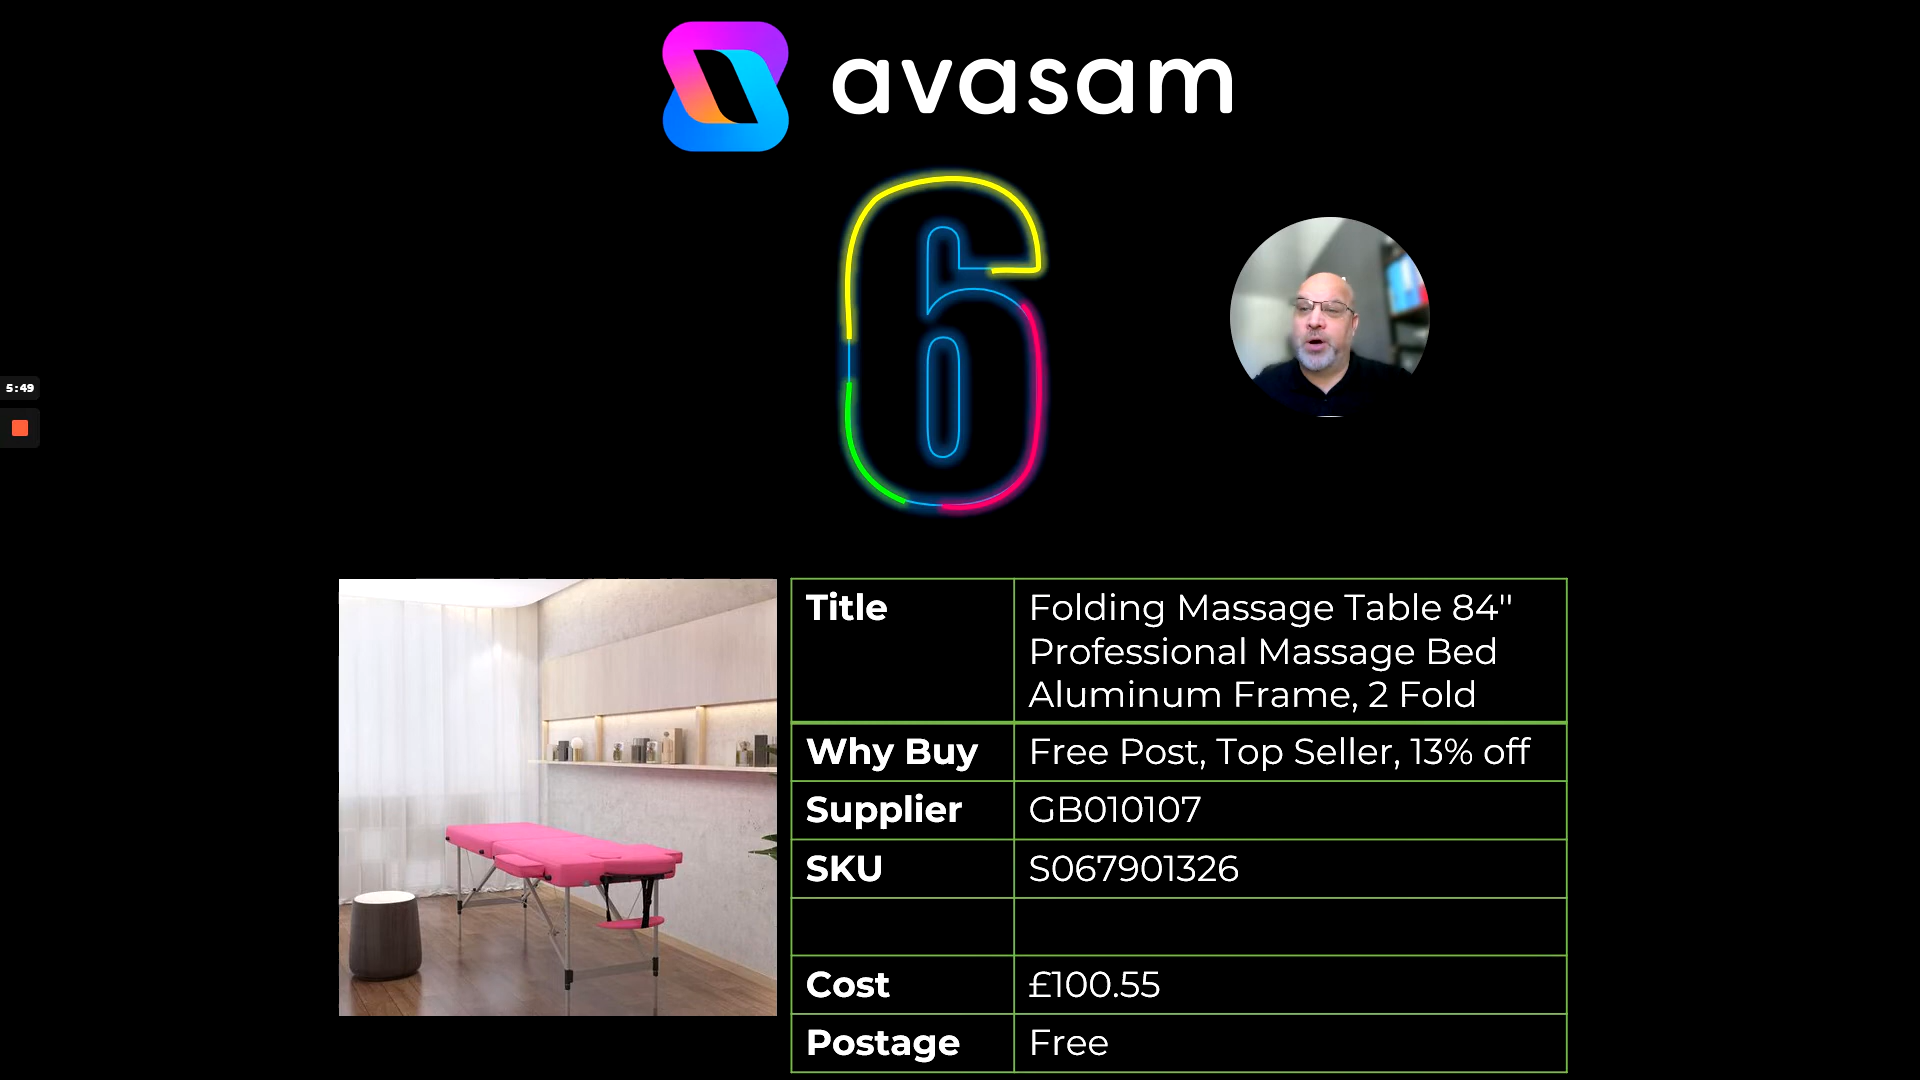 avasam
6
5:49
Title
Folding Massage Table 84"
Professional Massage Bed
Aluminum Frame, 2 Fold
Why Buy
Free Post, Top Seller, 13% off
Supplier
GB010107
SKU
S067901326
Cost
£100.55
Postage
Free